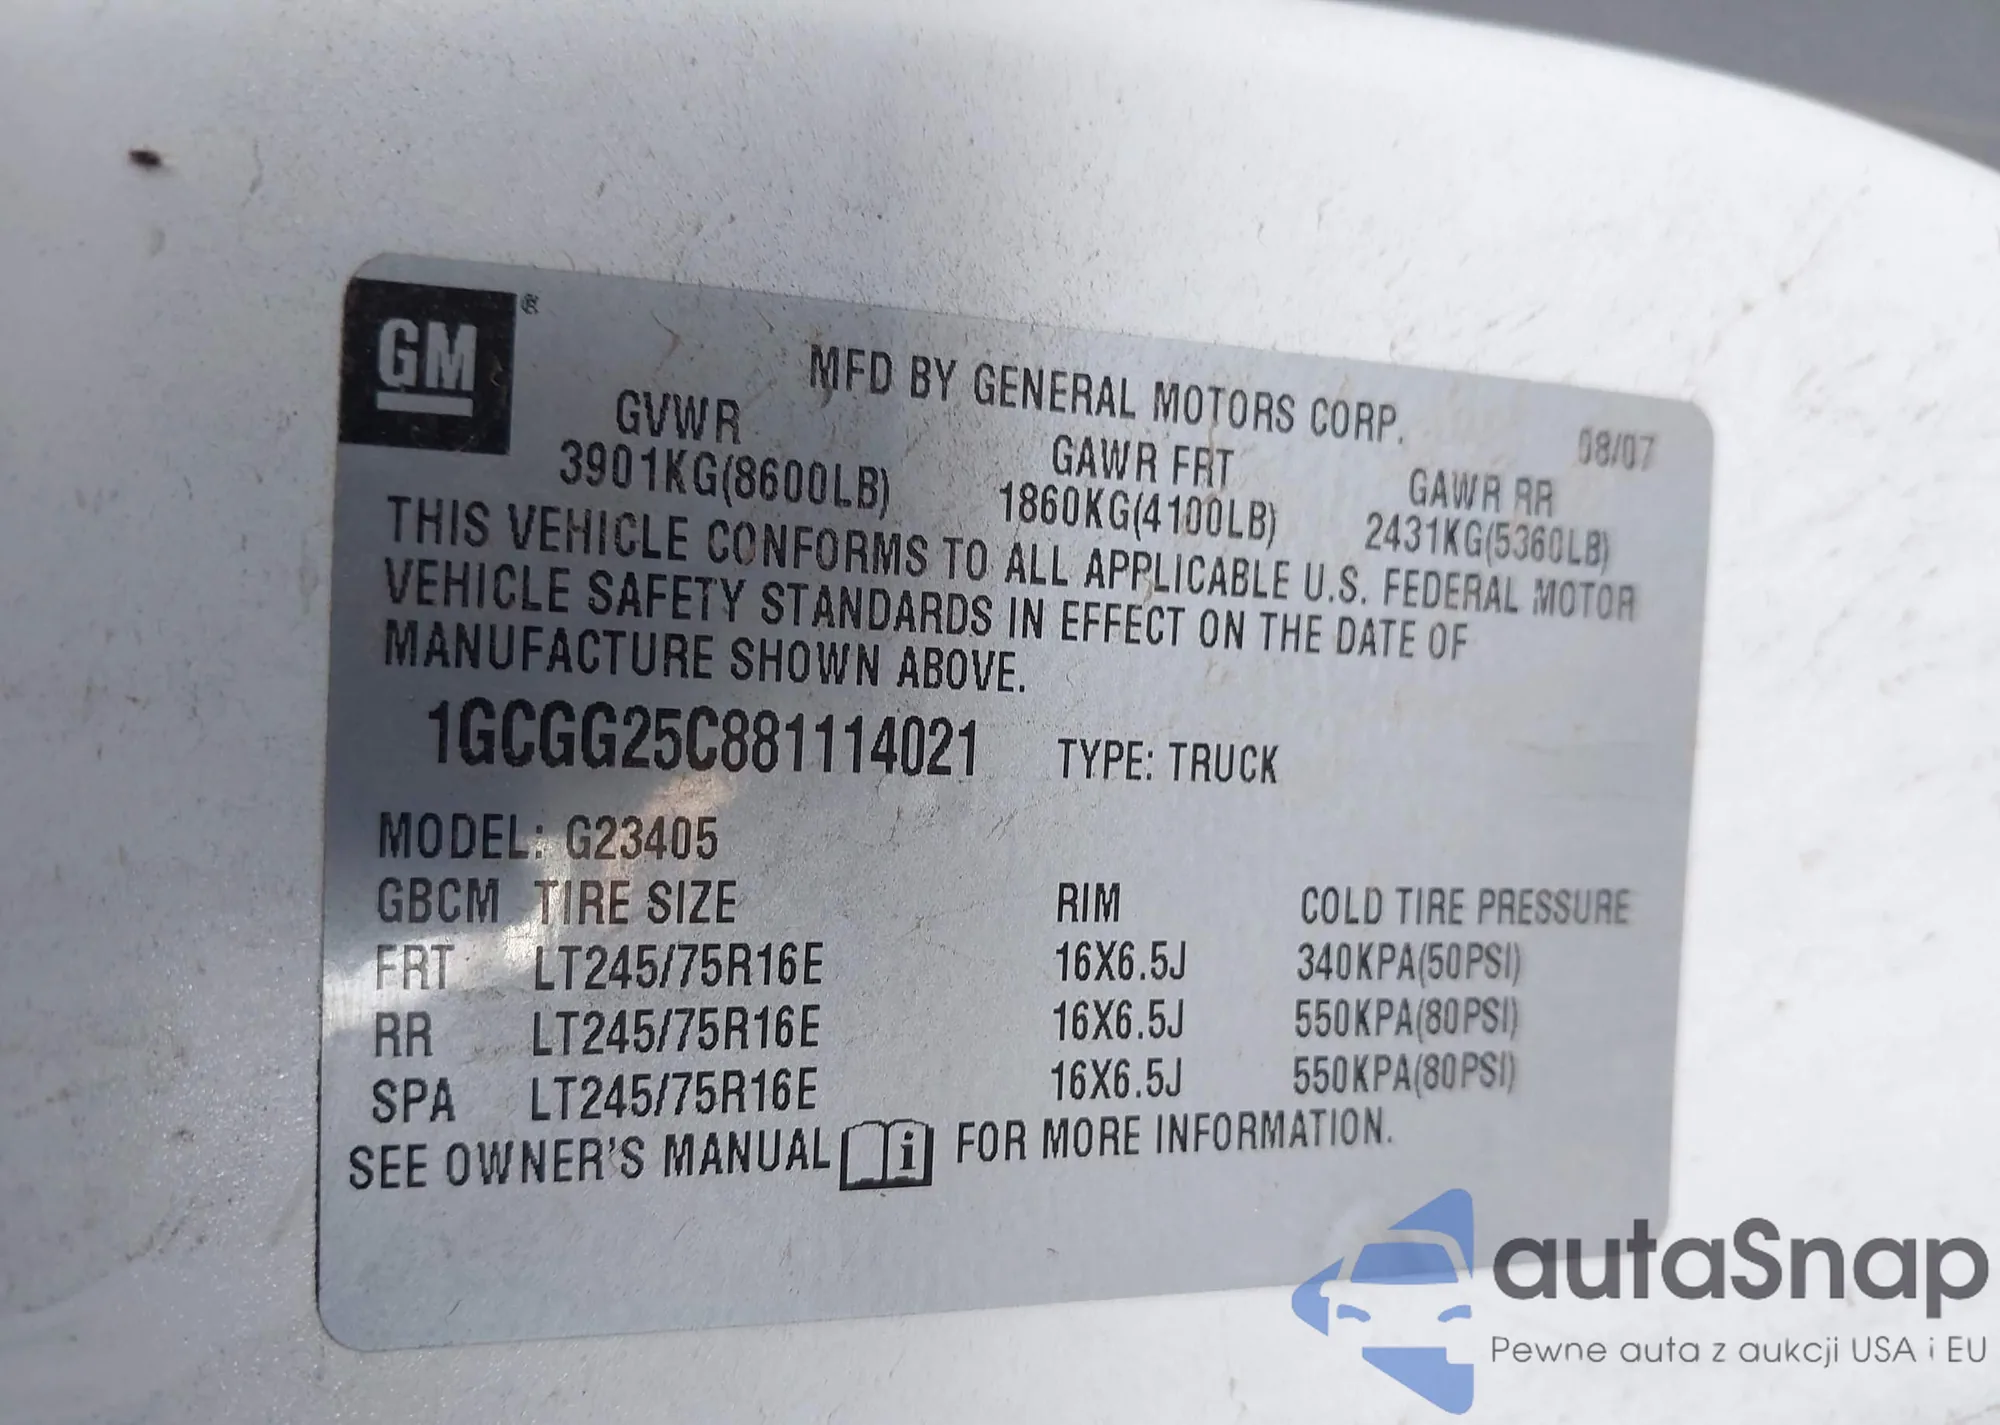 GM ®
MFD BY GENERAL MOTORS CORP.
08/07
GVWR GAWR FRT GAWR RR
3901KG(8600LB) 1860KG(4100LB) 2431KG(5360LB)
THIS VEHICLE CONFORMS TO ALL APPLICABLE U.S. FEDERAL MOTOR
VEHICLE SAFETY STANDARDS IN EFFECT ON THE DATE OF
MANUFACTURE SHOWN ABOVE.
1GCGG25C881114021 TYPE: TRUCK
MODEL: G23405
GBCM TIRE SIZE RIM COLD TIRE PRESSURE
FRT LT245/75R16E 16X6.5J 340KPA(50PSI)
RR LT245/75R16E 16X6.5J 550KPA(80PSI)
SPA LT245/75R16E 16X6.5J 550KPA(80PSI)
SEE OWNER'S MANUAL i FOR MORE INFORMATION.
autaSnap
Pewne auta z aukcji USA i EU